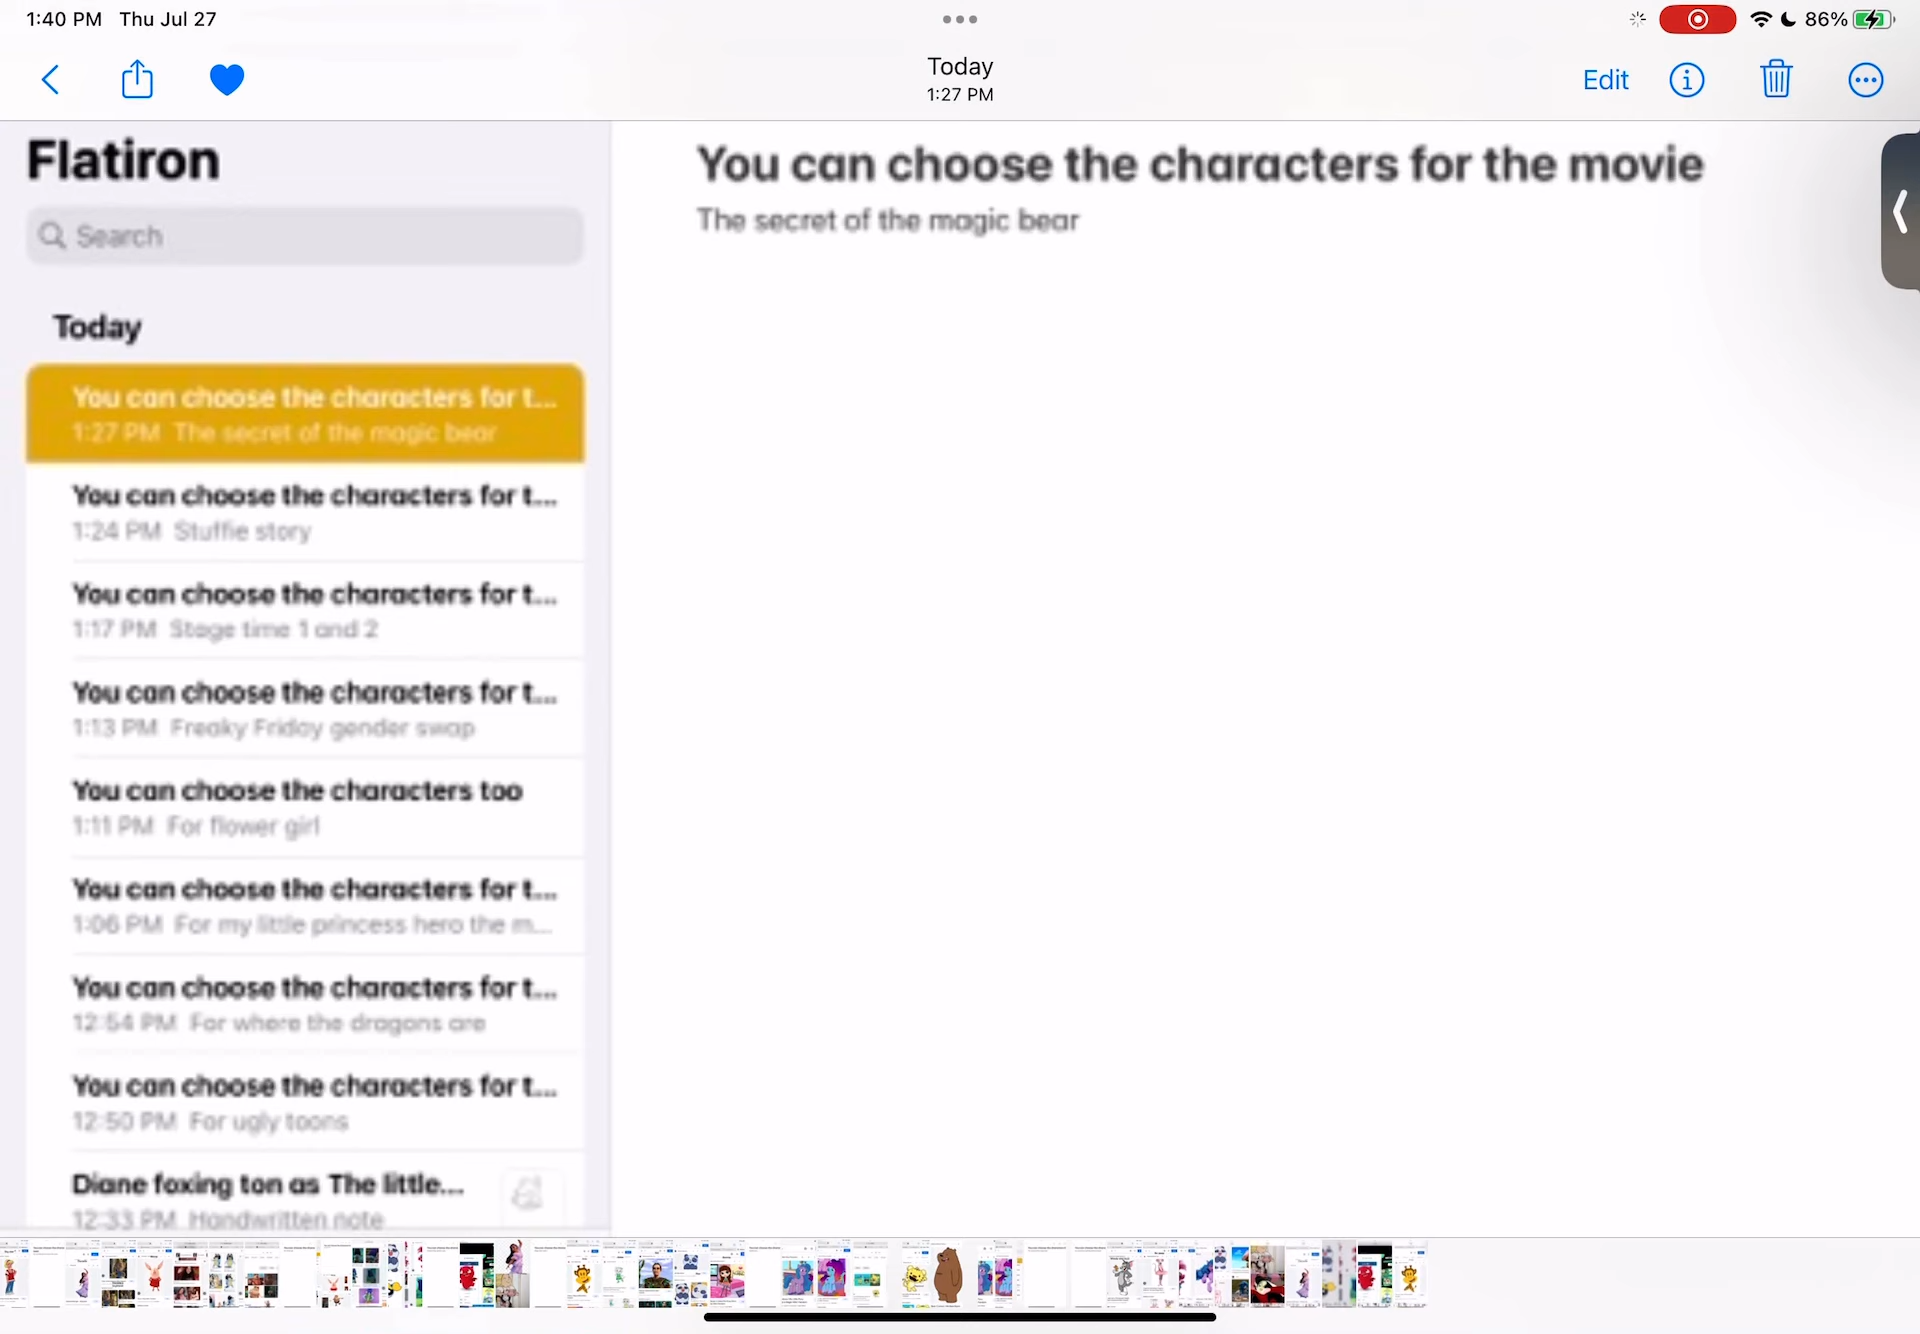 1:40 PM Thu Jul 27
86%
Today
1:27 PM
Edit
Flatiron
Search
Today
You can choose the characters for t...
1:27 PM The secret of the magic bear
You can choose the characters for t...
1:24 PM Stuffie story
You can choose the characters for t...
1:17 PM Stage time 1 and 2
You can choose the characters for t...
1:13 PM Freaky Friday gender swap
You can choose the characters too
1:11 PM For flower girl
You can choose the characters for t...
1:06 PM For my little princess hero the m...
You can choose the characters for t...
12:54 PM For where the dragons are
You can choose the characters for t...
12:50 PM For ugly toons
Diane foxing ton as The little...
12:33 PM Handwritten note
You can choose the characters for the movie
The secret of the magic bear